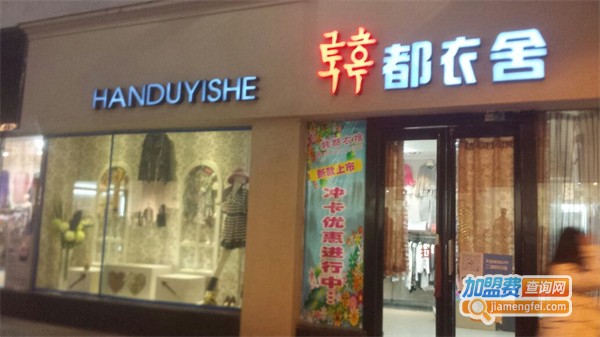 HANDUYISHE
韩都衣舍
新款上市
冲卡优惠进行中...
加盟费查询网
jiamengfei.com